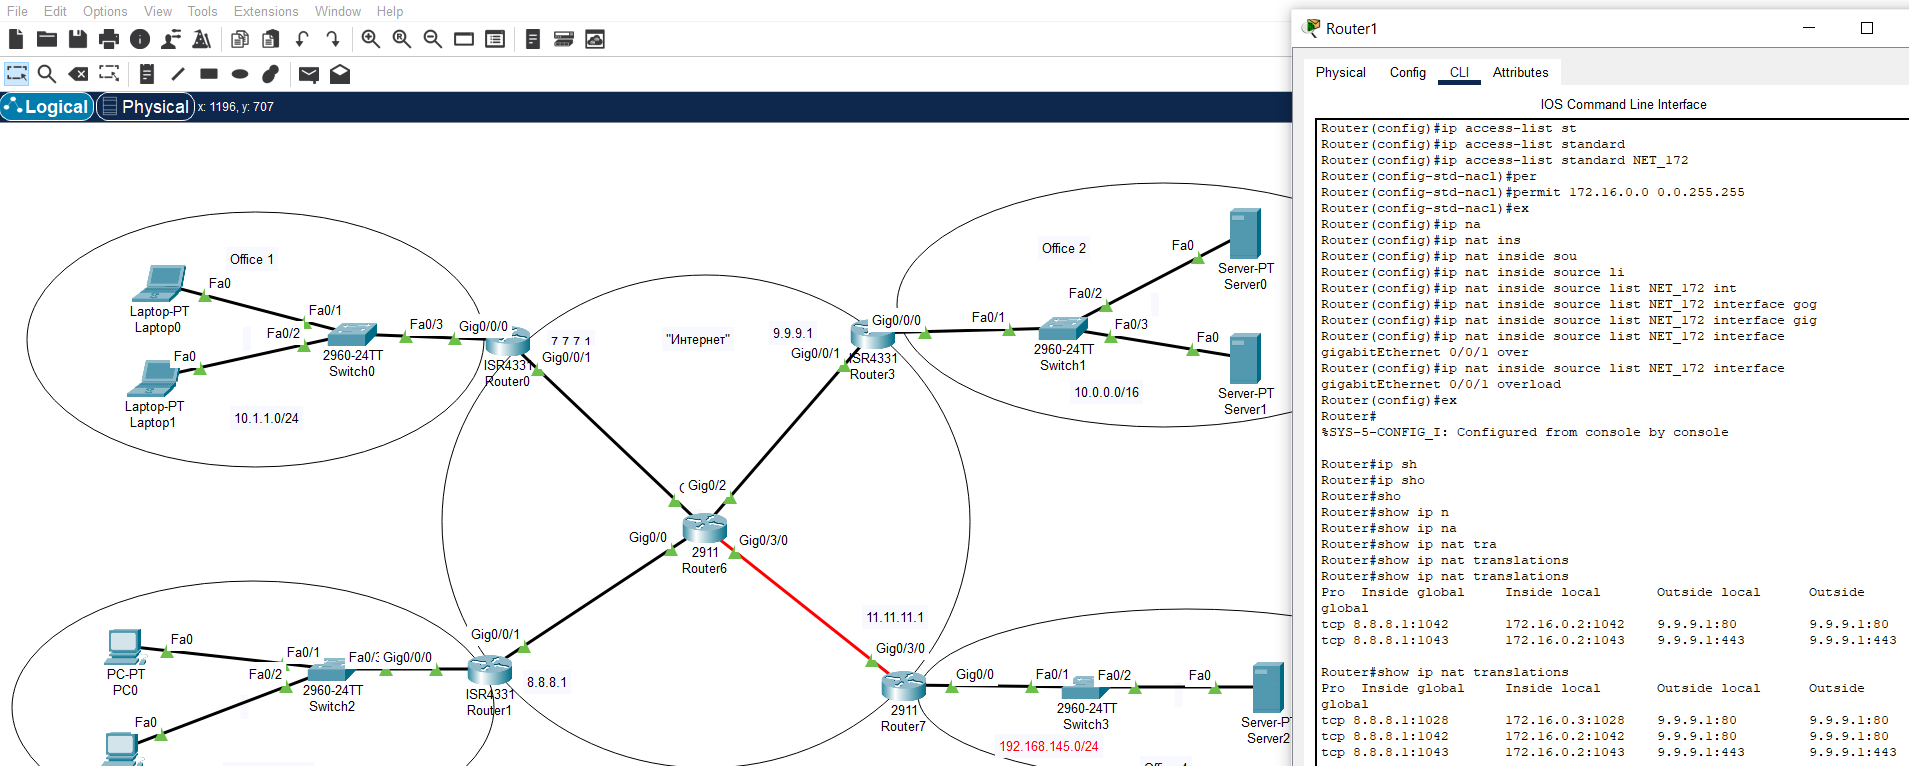 File Edit Options View Tools Extensions Window Help
Logical Physical x: 1196, y: 707
Office 1
Fa0
Laptop-PT
Laptop0
Fa0/1
Fa0/2
Fa0/3
Gig0/0/0
Fa0
2960-24TT
Switch0
Laptop-PT
Laptop1
10.1.1.0/24
7 7 7 1
Gig0/0/1
ISR4331
Router0
"Интернет"
9.9.9.1
Gig0/0/0
Gig0/0/1
ISR4331
Router3
Office 2
Fa0
Server-PT
Server0
Fa0/2
Fa0/1
Fa0/3
2960-24TT
Switch1
Fa0
Server-PT
Server1
10.0.0.0/16
Gig0/2
Gig0/0
Gig0/3/0
2911
Router6
11.11.11.1
Gig0/3/0
2911
Router7
Gig0/0
Fa0/1
Fa0/2
Fa0
2960-24TT
Switch3
Server-PT
Server2
192.168.145.0/24
Gig0/0/1
8.8.8.1
ISR4331
Router1
Fa0
PC-PT
PC0
Fa0/1
Fa0/2
Gig0/0/0
2960-24TT
Switch2
Fa0
Router1
Physical Config CLI Attributes
IOS Command Line Interface
Router(config)#ip access-list st
Router(config)#ip access-list standard
Router(config)#ip access-list standard NET_172
Router(config-std-nacl)#per
Router(config-std-nacl)#permit 172.16.0.0 0.0.255.255
Router(config-std-nacl)#ex
Router(config)#ip na
Router(config)#ip nat ins
Router(config)#ip nat inside sou
Router(config)#ip nat inside source li
Router(config)#ip nat inside source list NET_172 int
Router(config)#ip nat inside source list NET_172 interface gog
Router(config)#ip nat inside source list NET_172 interface gig
Router(config)#ip nat inside source list NET_172 interface
gigabitEthernet 0/0/1 over
Router(config)#ip nat inside source list NET_172 interface
gigabitEthernet 0/0/1 overload
Router(config)#ex
Router#
%SYS-5-CONFIG_I: Configured from console by console
Router#ip sh
Router#ip sho
Router#sho
Router#show ip n
Router#show ip na
Router#show ip nat tra
Router#show ip nat translations
Router#show ip nat translations
Pro Inside global Inside local Outside local Outside
global
tcp 8.8.8.1:1042 172.16.0.2:1042 9.9.9.1:80 9.9.9.1:80
tcp 8.8.8.1:1043 172.16.0.2:1043 9.9.9.1:443 9.9.9.1:443
Router#show ip nat translations
Pro Inside global Inside local Outside local Outside
global
tcp 8.8.8.1:1028 172.16.0.3:1028 9.9.9.1:80 9.9.9.1:80
tcp 8.8.8.1:1042 172.16.0.2:1042 9.9.9.1:80 9.9.9.1:80
tcp 8.8.8.1:1043 172.16.0.2:1043 9.9.9.1:443 9.9.9.1:443